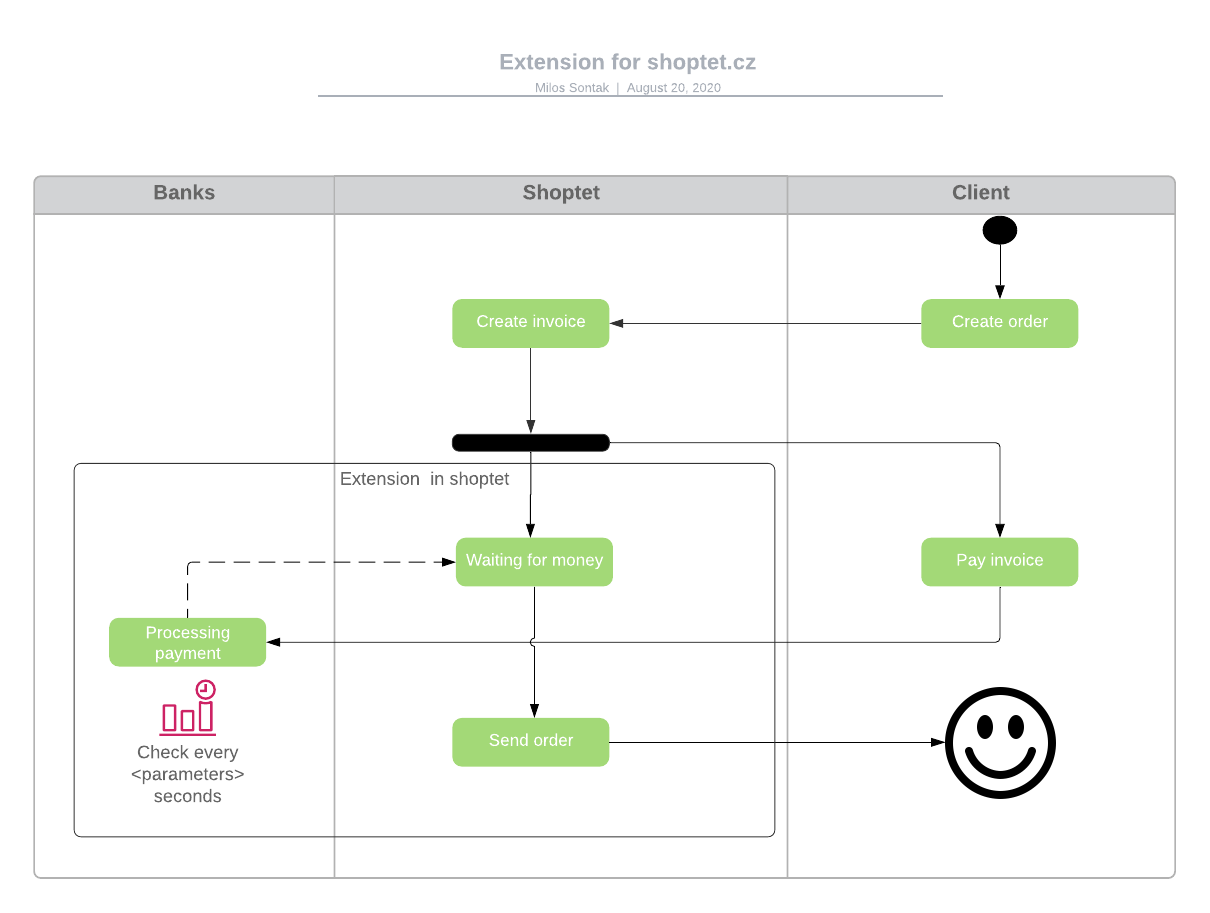 Extension for shoptet.cz
Milos Sontak | August 20, 2020
Banks
Shoptet
Client
Create invoice
Create order
Extension in shoptet
Waiting for money
Pay invoice
Processing
payment
Check every
<parameters>
seconds
Send order